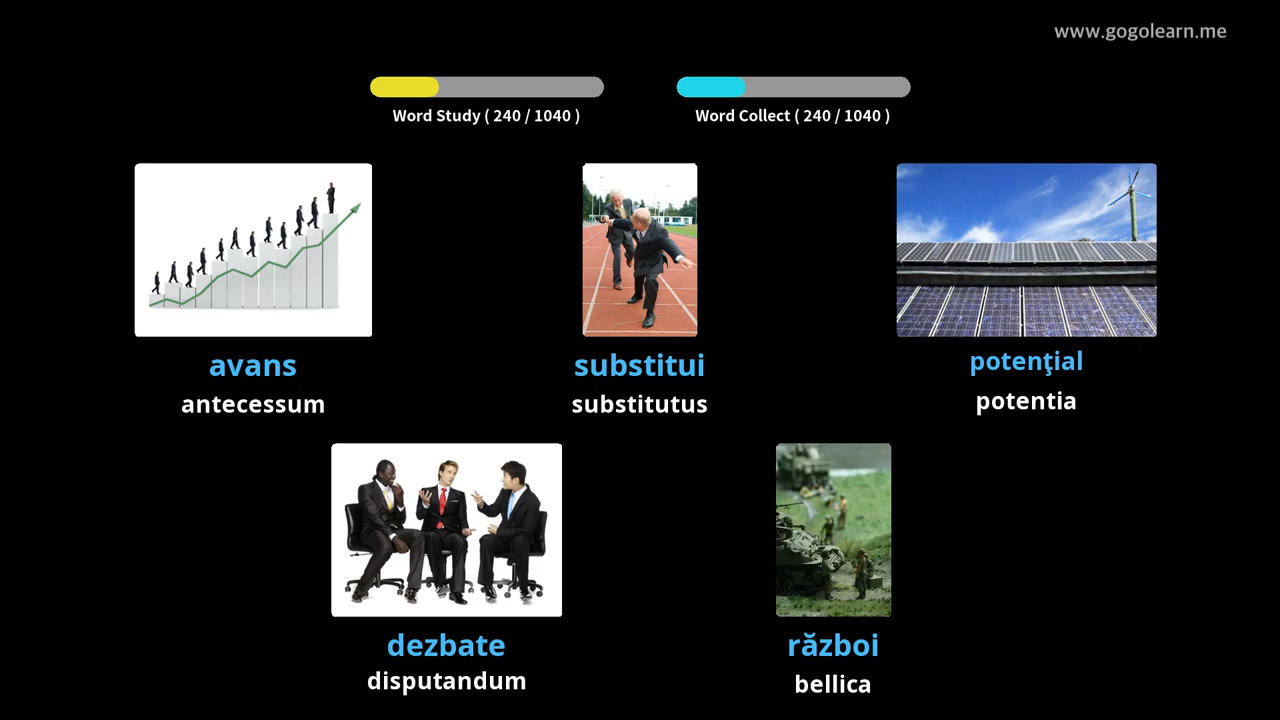 www.gogolearn.me
Word Study ( 240 / 1040 )
Word Collect ( 240 / 1040 )
avans
antecessum
substitui
substitutus
potenţial
potentia
dezbate
disputandum
război
bellica